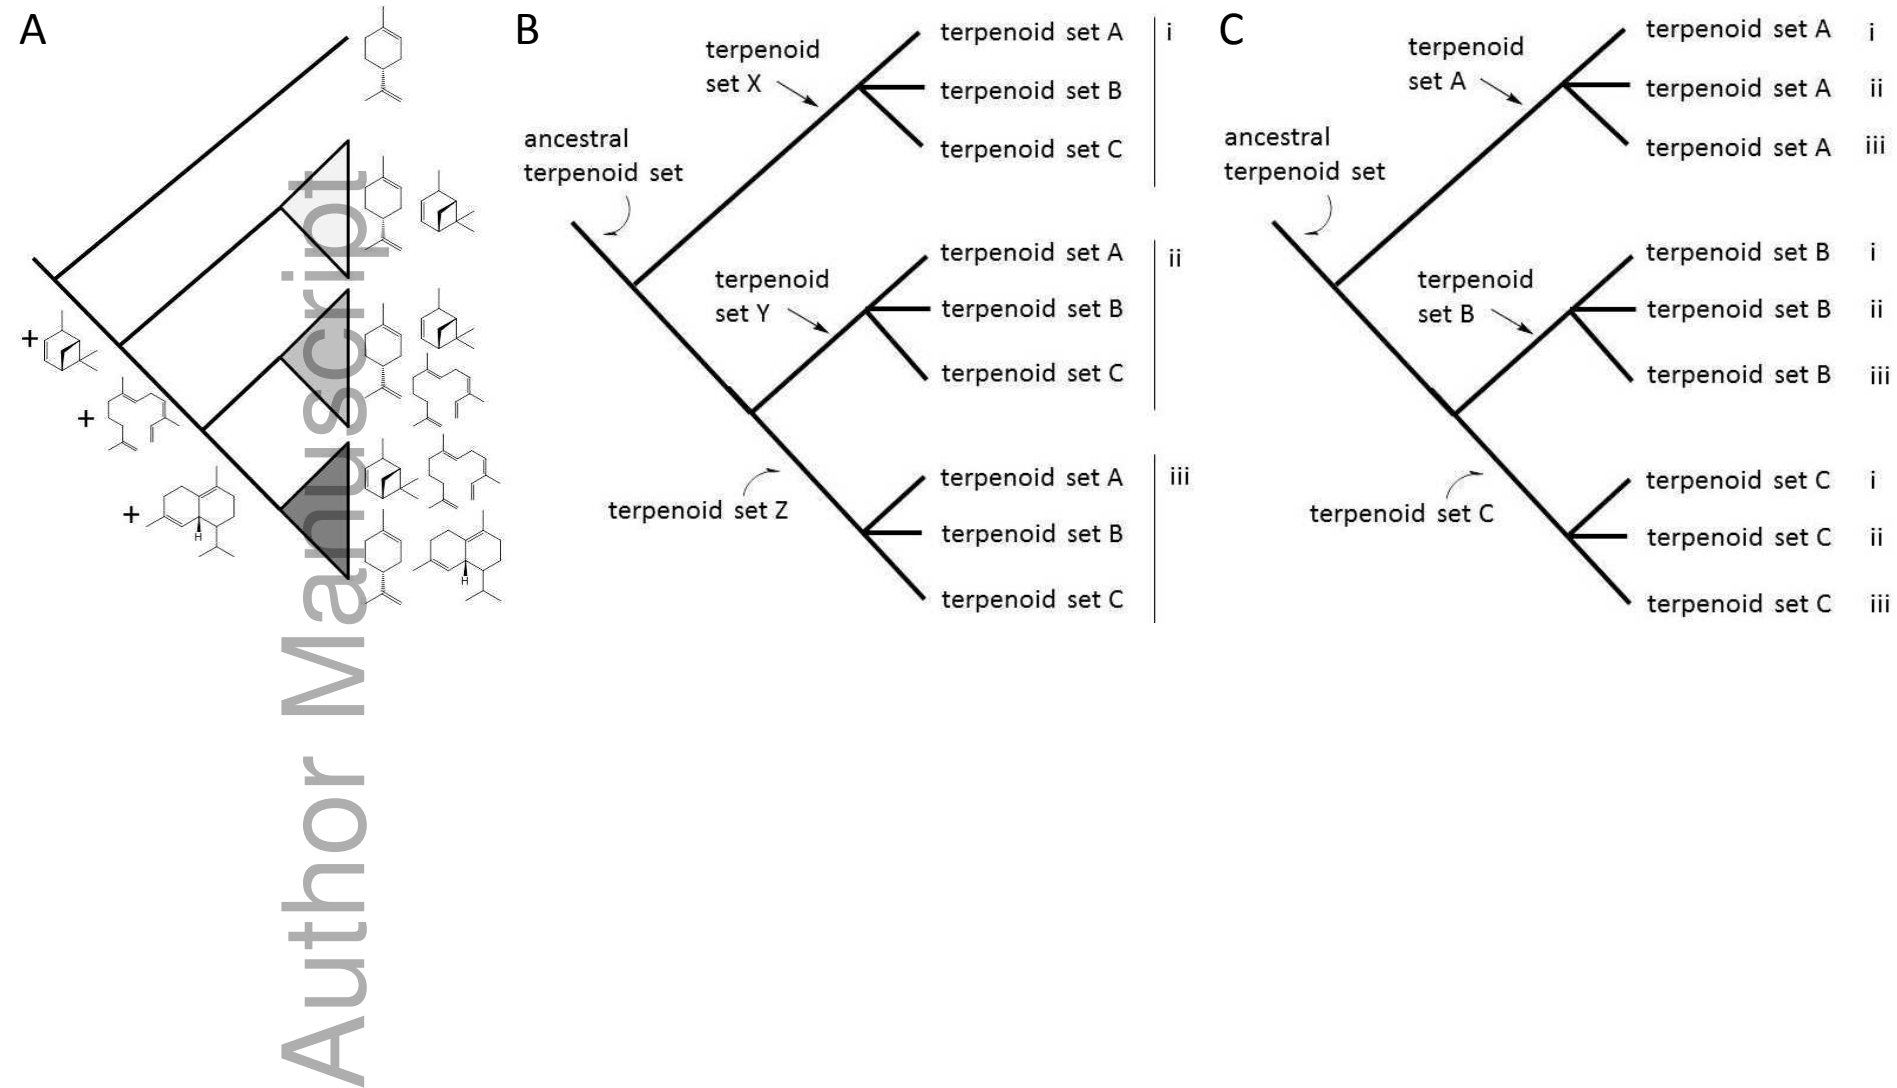 A
+
+
+
H
H
Author Manuscript
B
ancestral
terpenoid set
terpenoid
set X
terpenoid set A
terpenoid set B
terpenoid set C
i
terpenoid
set Y
terpenoid set A
terpenoid set B
terpenoid set C
ii
terpenoid set Z
terpenoid set A
terpenoid set B
terpenoid set C
iii
C
ancestral
terpenoid set
terpenoid
set A
terpenoid set A i
terpenoid set A ii
terpenoid set A iii
terpenoid
set B
terpenoid set B i
terpenoid set B ii
terpenoid set B iii
terpenoid set C
terpenoid set C i
terpenoid set C ii
terpenoid set C iii